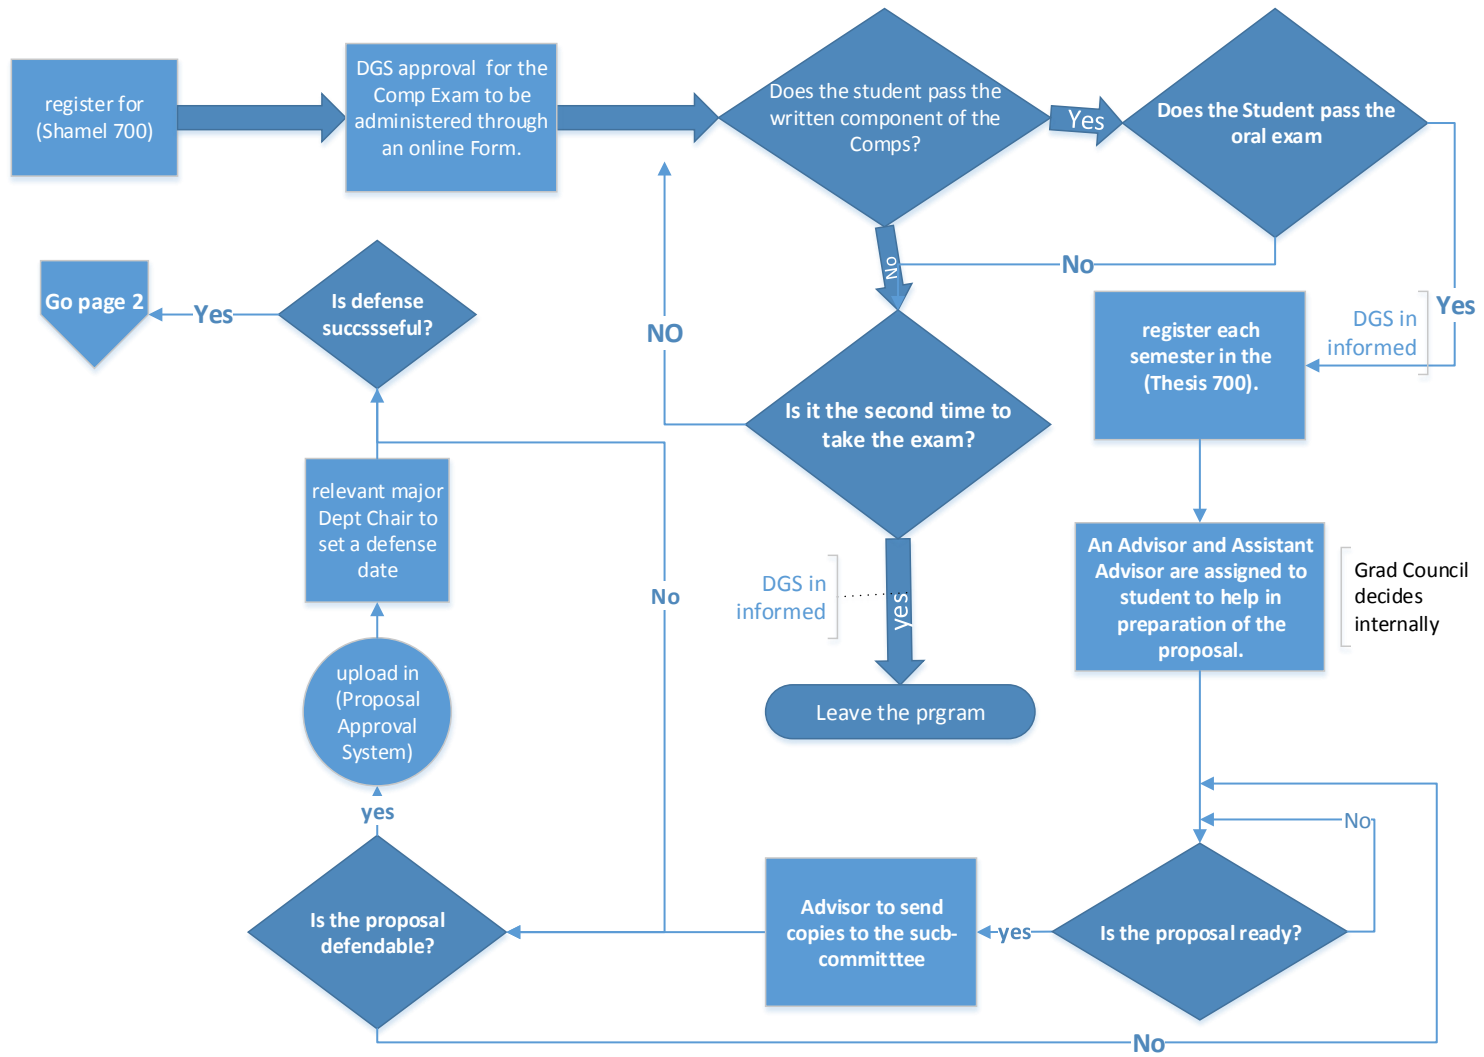 register for
(Shamel 700)
DGS approval for the
Comp Exam to be
administered through
an online Form.
Does the student pass the
written component of the
Comps?
Yes
Does the Student pass the
oral exam
No
No
Yes
DGS in
informed
register each
semester in the
(Thesis 700).
Go page 2
Yes
Is defense
succssseful?
NO
Is it the second time to
take the exam?
relevant major
Dept Chair to
set a defense
date
No
DGS in
informed
yes
An Advisor and Assistant
Advisor are assigned to
student to help in
preparation of the
proposal.
Grad Council
decides
internally
upload in
(Proposal
Approval
System)
Leave the prgram
yes
No
Is the proposal
defendable?
Advisor to send
copies to the sucb-
committtee
yes
Is the proposal ready?
No